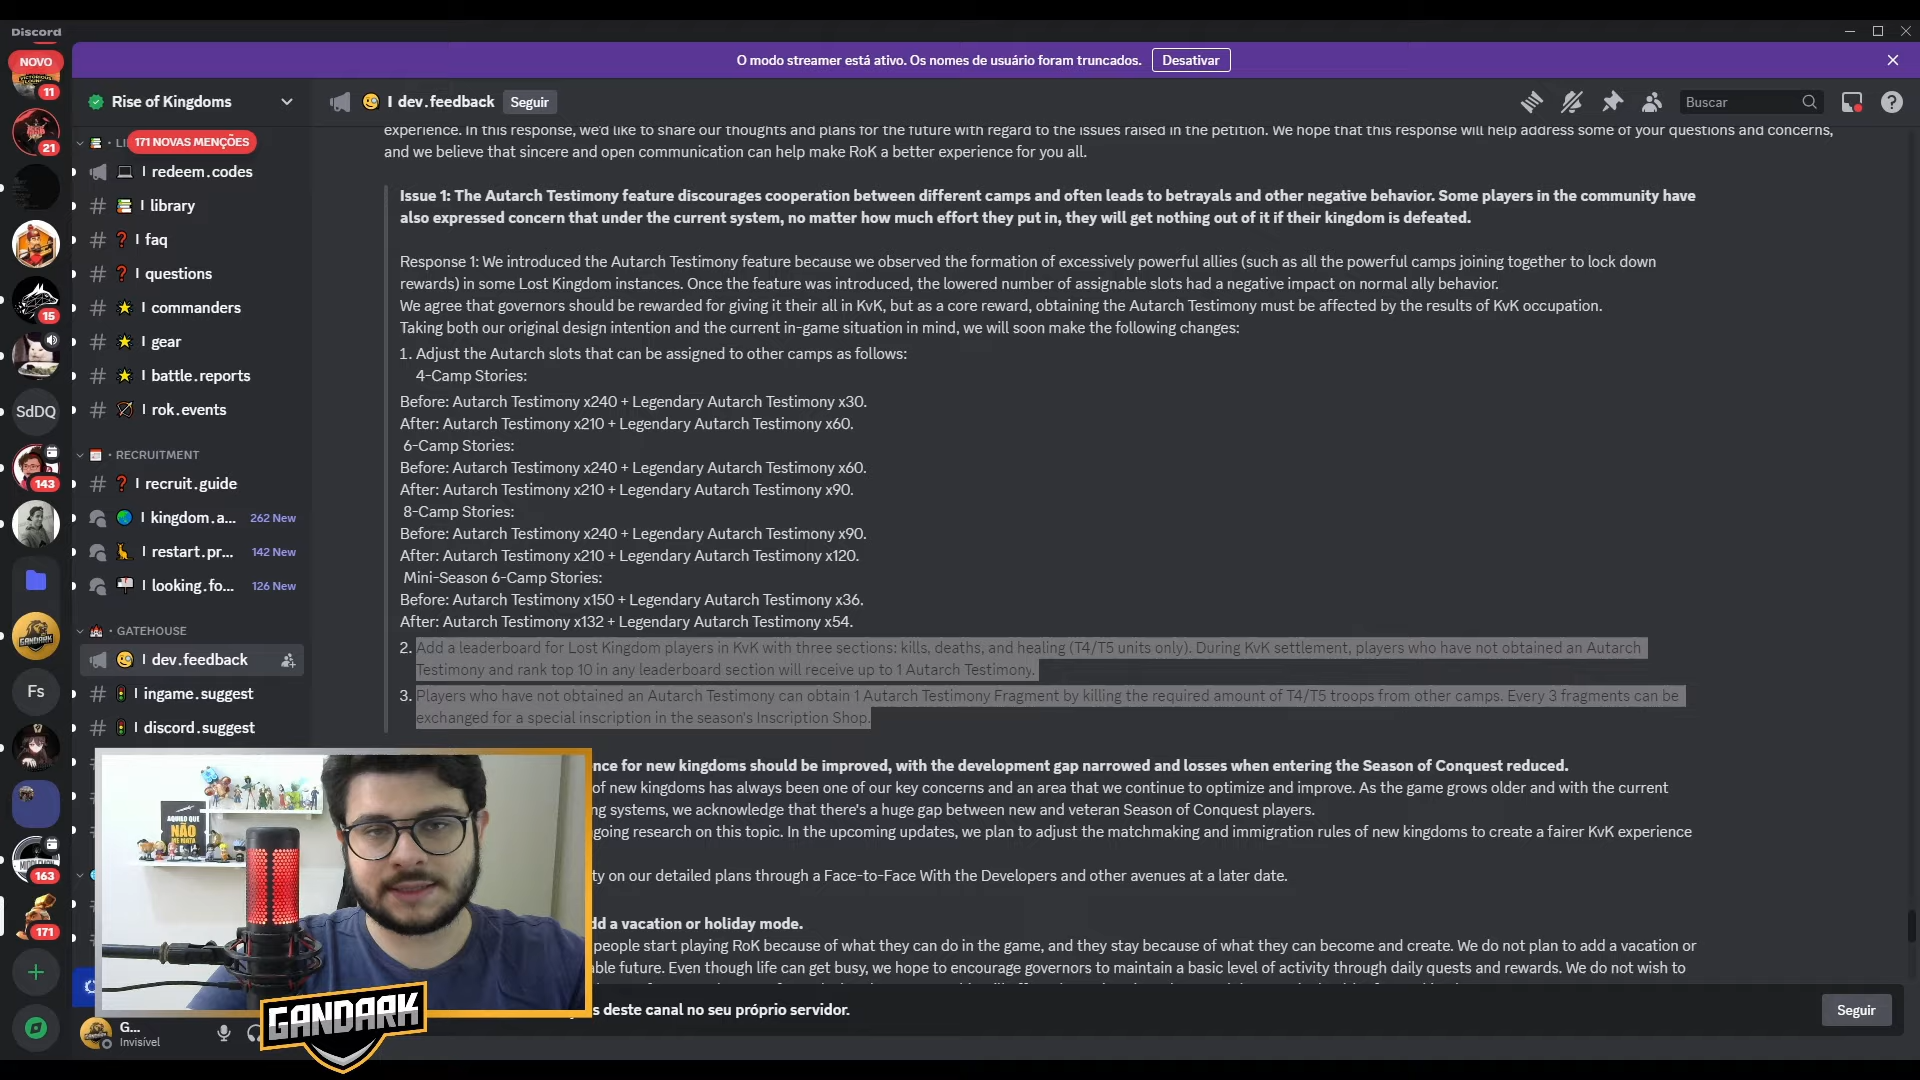 Discord
NOVO
11
21
15
SdDQ
143
Fs
163
171
O modo streamer está ativo. Os nomes de usuário foram truncados.
Desativar
Rise of Kingdoms
171 NOVAS MENÇÕES
redeem.codes
library
faq
questions
commanders
gear
battle.reports
rok.events
RECRUITMENT
recruit.guide
kingdom.a... 262 New
restart.pr... 142 New
looking.fo... 126 New
GATEHOUSE
dev.feedback
ingame.suggest
discord.suggest
G...
Invisível
dev.feedback
Seguir
Buscar
experience. In this response, we'd like to share our thoughts and plans for the future with regard to the issues raised in the petition. We hope that this response will help address some of your questions and concerns,
and we believe that sincere and open communication can help make RoK a better experience for you all.
Issue 1: The Autarch Testimony feature discourages cooperation between different camps and often leads to betrayals and other negative behavior. Some players in the community have
also expressed concern that under the current system, no matter how much effort they put in, they will get nothing out of it if their kingdom is defeated.
Response 1: We introduced the Autarch Testimony feature because we observed the formation of excessively powerful allies (such as all the powerful camps joining together to lock down
rewards) in some Lost Kingdom instances. Once the feature was introduced, the lowered number of assignable slots had a negative impact on normal ally behavior.
We agree that governors should be rewarded for giving it their all in KvK, but as a core reward, obtaining the Autarch Testimony must be affected by the results of KvK occupation.
Taking both our original design intention and the current in-game situation in mind, we will soon make the following changes:
1. Adjust the Autarch slots that can be assigned to other camps as follows:
4-Camp Stories:
Before: Autarch Testimony x240 + Legendary Autarch Testimony x30.
After: Autarch Testimony x210 + Legendary Autarch Testimony x60.
6-Camp Stories:
Before: Autarch Testimony x240 + Legendary Autarch Testimony x60.
After: Autarch Testimony x210 + Legendary Autarch Testimony x90.
8-Camp Stories:
Before: Autarch Testimony x240 + Legendary Autarch Testimony x90.
After: Autarch Testimony x210 + Legendary Autarch Testimony x120.
Mini-Season 6-Camp Stories:
Before: Autarch Testimony x150 + Legendary Autarch Testimony x36.
After: Autarch Testimony x132 + Legendary Autarch Testimony x54.
2. Add a leaderboard for Lost Kingdom players in KvK with three sections: kills, deaths, and healing (T4/T5 units only). During KvK settlement, players who have not obtained an Autarch
Testimony and rank top 10 in any leaderboard section will receive up to 1 Autarch Testimony.
3. Players who have not obtained an Autarch Testimony can obtain 1 Autarch Testimony Fragment by killing the required amount of T4/T5 troops from other camps. Every 3 fragments can be
exchanged for a special inscription in the season's Inscription Shop.
nce for new kingdoms should be improved, with the development gap narrowed and losses when entering the Season of Conquest reduced.
of new kingdoms has always been one of our key concerns and an area that we continue to optimize and improve. As the game grows older and with the current
ng systems, we acknowledge that there's a huge gap between new and veteran Season of Conquest players.
going research on this topic. In the upcoming updates, we plan to adjust the matchmaking and immigration rules of new kingdoms to create a fairer KvK experience
ty on our detailed plans through a Face-to-Face With the Developers and other avenues at a later date.
dd a vacation or holiday mode.
people start playing RoK because of what they can do in the game, and they stay because of what they can become and create. We do not plan to add a vacation or
able future. Even though life can get busy, we hope to encourage governors to maintain a basic level of activity through daily quests and rewards. We do not wish to
deste canal no seu próprio servidor.
Seguir
AQUILO QUE
NÃO
ME MATA
GANDARK